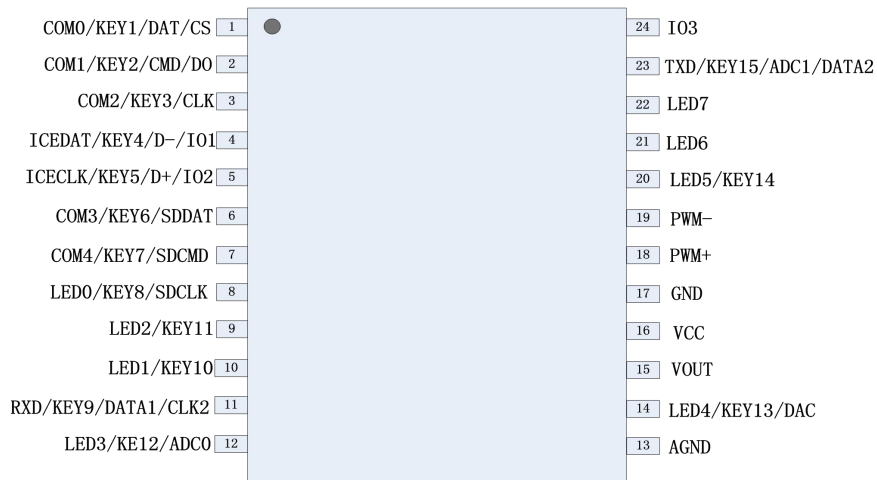 COM0/KEY1/DAT/CS 1
COM1/KEY2/CMD/DO 2
COM2/KEY3/CLK 3
ICEDAT/KEY4/D-/IO1 4
ICECLK/KEY5/D+/IO2 5
COM3/KEY6/SDDAT 6
COM4/KEY7/SDCMD 7
LED0/KEY8/SDCLK 8
LED2/KEY11 9
LED1/KEY10 10
RXD/KEY9/DATA1/CLK2 11
LED3/KE12/ADC0 12
24 IO3
23 TXD/KEY15/ADC1/DATA2
22 LED7
21 LED6
20 LED5/KEY14
19 PWM-
18 PWM+
17 GND
16 VCC
15 VOUT
14 LED4/KEY13/DAC
13 AGND